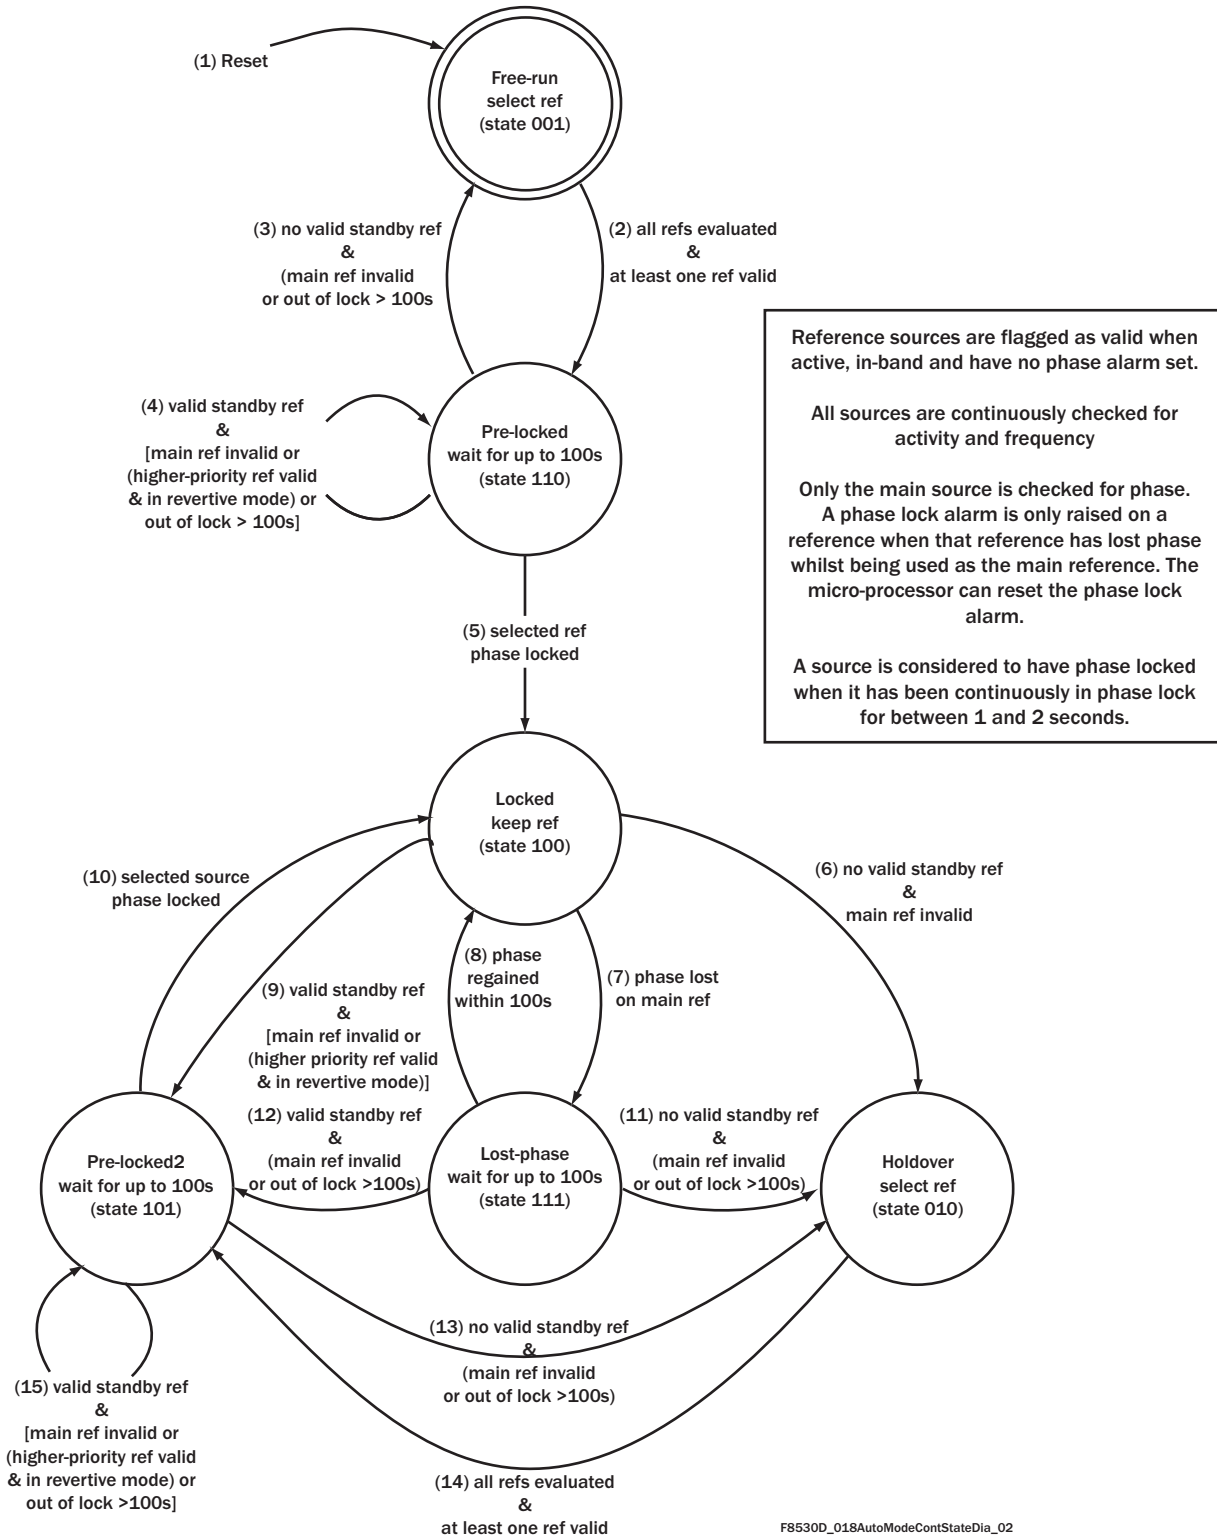 (1) Reset
Free-run
select ref
(state 001)
(3) no valid standby ref
&
(main ref invalid
or out of lock > 100s
(2) all refs evaluated
&
at least one ref valid
Reference sources are flagged as valid when
active, in-band and have no phase alarm set.
All sources are continuously checked for
activity and frequency
Only the main source is checked for phase.
A phase lock alarm is only raised on a
reference when that reference has lost phase
whilst being used as the main reference. The
micro-processor can reset the phase lock
alarm.
A source is considered to have phase locked
when it has been continuously in phase lock
for between 1 and 2 seconds.
(4) valid standby ref
&
[main ref invalid or
(higher-priority ref valid
& in revertive mode) or
out of lock > 100s]
Pre-locked
wait for up to 100s
(state 110)
(5) selected ref
phase locked
Locked
keep ref
(state 100)
(10) selected source
phase locked
(6) no valid standby ref
&
main ref invalid
(8) phase
regained
within 100s
(7) phase lost
on main ref
(9) valid standby ref
&
[main ref invalid or
(higher priority ref valid
& in revertive mode)]
(12) valid standby ref
&
(main ref invalid
or out of lock >100s)
(11) no valid standby ref
&
(main ref invalid
or out of lock >100s)
Pre-locked2
wait for up to 100s
(state 101)
Lost-phase
wait for up to 100s
(state 111)
Holdover
select ref
(state 010)
(13) no valid standby ref
&
(main ref invalid
or out of lock >100s)
(15) valid standby ref
&
[main ref invalid or
(higher-priority ref valid
& in revertive mode) or
out of lock >100s]
(14) all refs evaluated
&
at least one ref valid
F8530D_018AutoModeContStateDia_02